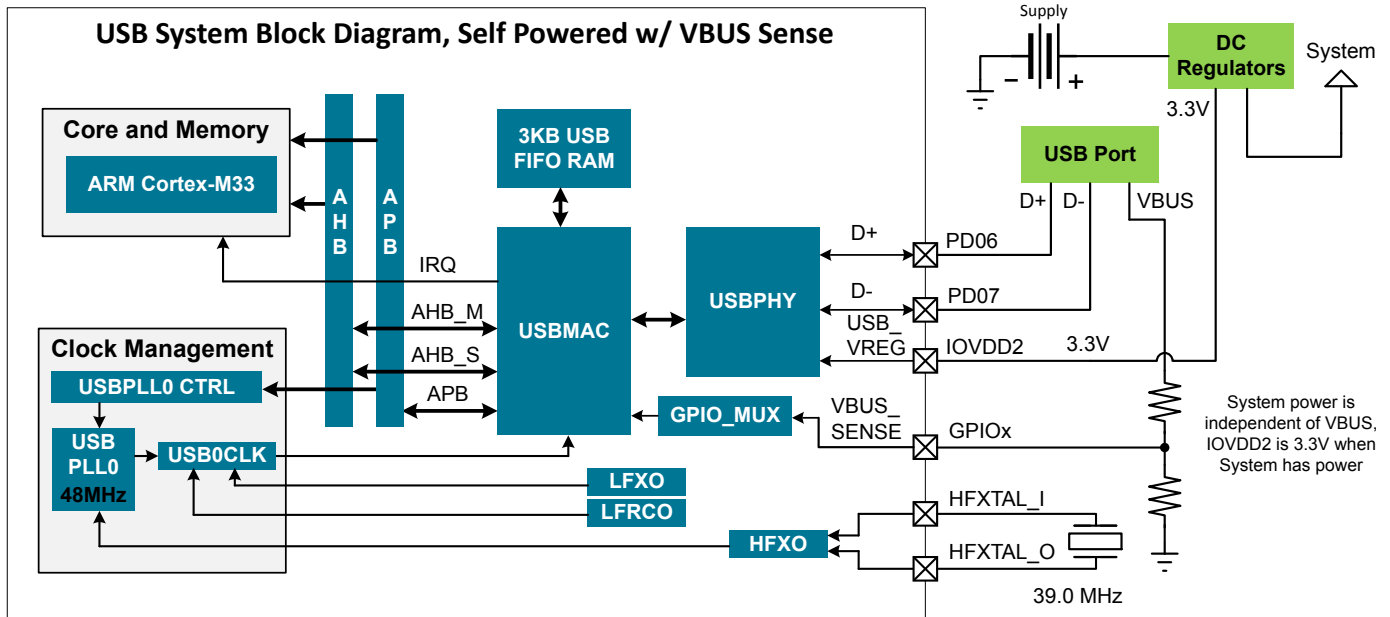 USB System Block Diagram, Self Powered w/ VBUS Sense
Supply
-
+
DC
Regulators
System
3.3V
Core and Memory
ARM Cortex-M33
A
H
B
A
P
B
3KB USB
FIFO RAM
USB Port
D+
D-
VBUS
IRQ
AHB_M
AHB_S
APB
USBMAC
USBPHY
D+
PD06
D-
PD07
USB_
VREG
IOVDD2
3.3V
GPIO_MUX
VBUS_
SENSE
GPIOx
System power is
independent of VBUS,
IOVDD2 is 3.3V when
System has power
Clock Management
USBPLL0 CTRL
USB
PLL0
48MHz
USB0CLK
LFXO
LFRCO
HFXO
HFXTAL_I
HFXTAL_O
39.0 MHz